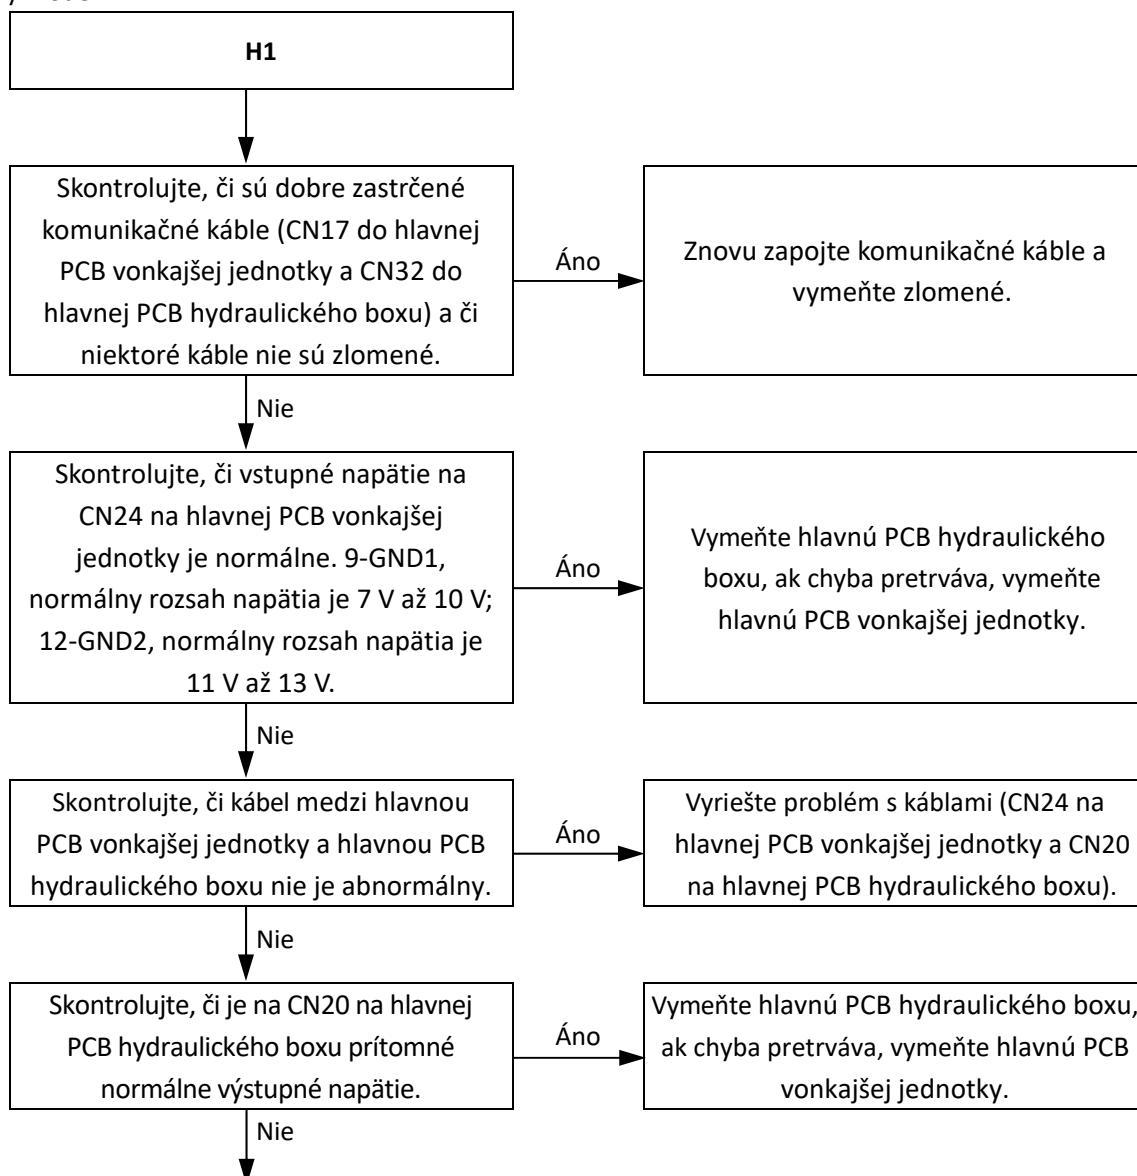 H1
Skontrolujte, či sú dobre zastrčené
komunikačné káble (CN17 do hlavnej
PCB vonkajšej jednotky a CN32 do
hlavnej PCB hydraulického boxu) a či
niektoré káble nie sú zlomené.
Áno
Znovu zapojte komunikačné káble a
vymeňte zlomené.
Nie
Skontrolujte, či vstupné napätie na
CN24 na hlavnej PCB vonkajšej
jednotky je normálne. 9-GND1,
normálny rozsah napätia je 7 V až 10 V;
12-GND2, normálny rozsah napätia je
11 V až 13 V.
Áno
Vymeňte hlavnú PCB hydraulického
boxu, ak chyba pretrváva, vymeňte
hlavnú PCB vonkajšej jednotky.
Nie
Skontrolujte, či kábel medzi hlavnou
PCB vonkajšej jednotky a hlavnou PCB
hydraulického boxu nie je abnormálny.
Áno
Vyriešte problém s káblami (CN24 na
hlavnej PCB vonkajšej jednotky a CN20
na hlavnej PCB hydraulického boxu).
Nie
Skontrolujte, či je na CN20 na hlavnej
PCB hydraulického boxu prítomné
normálne výstupné napätie.
Áno
Vymeňte hlavnú PCB hydraulického boxu,
ak chyba pretrváva, vymeňte hlavnú PCB
vonkajšej jednotky.
Nie